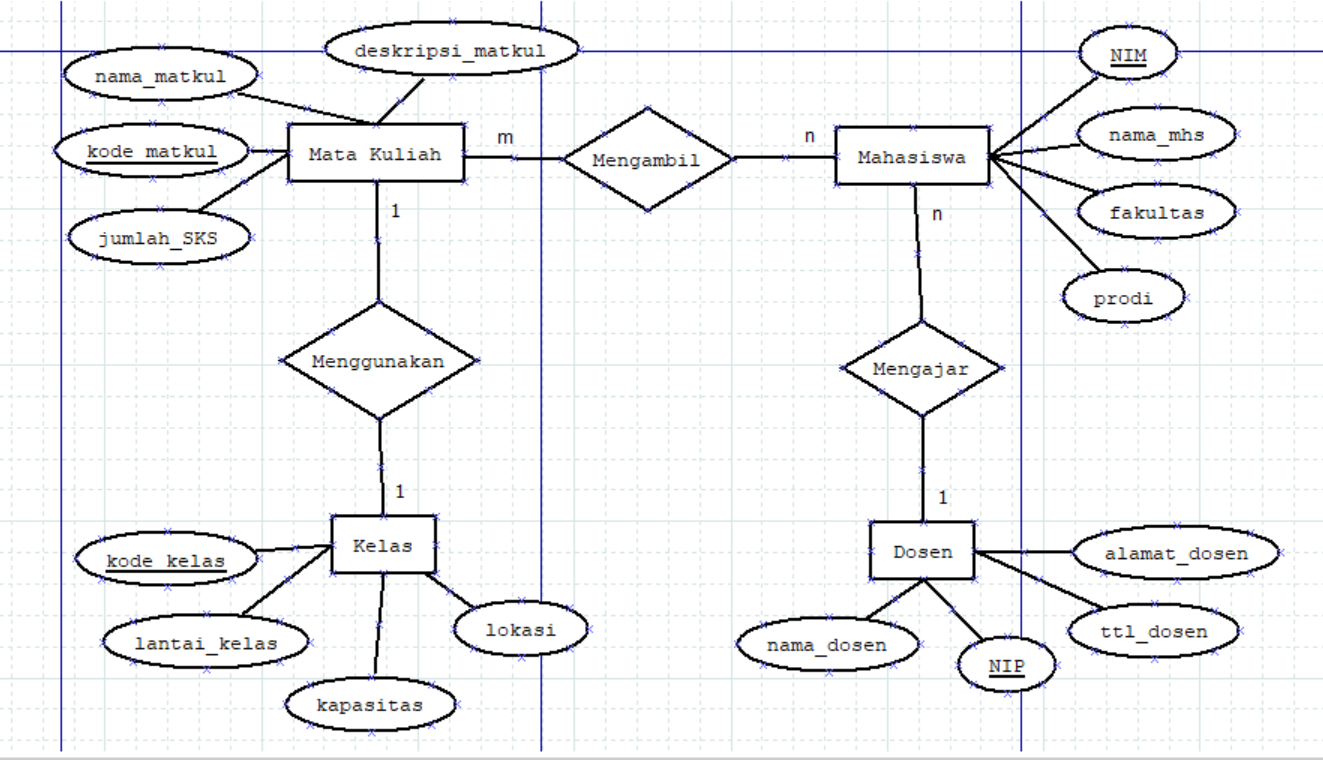 deskripsi_matkul
nama_matkul
NIM
kode_matkul
Mata Kuliah
m
Mengambil
n
Mahasiswa
nama_mhs
jumlah_SKS
1
n
fakultas
prodi
Menggunakan
Mengajar
1
1
kode_kelas
Kelas
Dosen
alamat_dosen
lantai_kelas
lokasi
nama_dosen
ttl_dosen
NIP
kapasitas